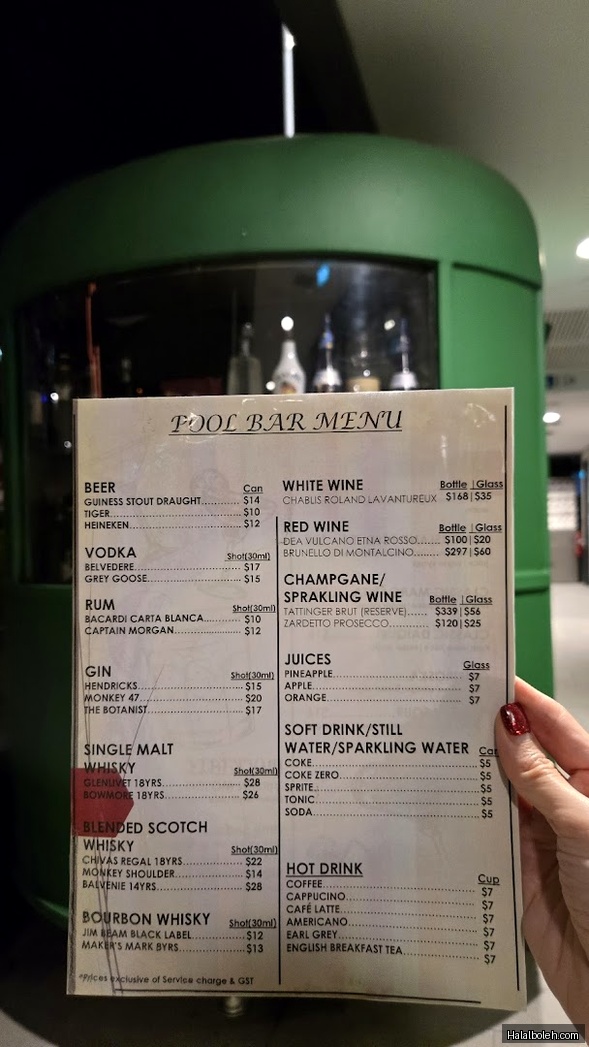 POOL BAR MENU
BEER Can
GUINESS STOUT DRAUGHT.......... $14
TIGER.................................. $10
HEINEKEN............................. $12
VODKA Shot(30ml)
BELVEDERE............................ $17
GREY GOOSE......................... $15
RUM Shot(30ml)
BACARDI CARTA BLANCA......... $10
CAPTAIN MORGAN................. $12
GIN Shot(30ml)
HENDRICKS........................... $15
MONKEY 47........................... $20
THE BOTANIST........................ $17
SINGLE MALT
WHISKY Shot(30ml)
GLENLIVET 18YRS.................... $28
BOWMORE 18YRS.................... $26
BLENDED SCOTCH
WHISKY Shot(30ml)
CHIVAS REGAL 18YRS............... $22
MONKEY SHOULDER................ $14
BALVENIE 14YRS..................... $28
BOURBON WHISKY Shot(30ml)
JIM BEAM BLACK LABEL........... $12
MAKER'S MARK 8YRS............... $13
*Prices exclusive of Service charge & GST
WHITE WINE Bottle |Glass
CHABLIS ROLAND LAVANTUREUX $168|$35
RED WINE Bottle |Glass
DEA VULCANO ETNA ROSSO...... $100|$20
BRUNELLO DI MONTALCINO....... $297|$60
CHAMPGANE/
SPRAKLING WINE Bottle |Glass
TATTINGER BRUT (RESERVE)...... $339|$56
ZARDETTO PROSECCO............. $120|$25
JUICES Glass
PINEAPPLE............................. $7
APPLE................................... $7
ORANGE................................ $7
SOFT DRINK/STILL
WATER/SPARKLING WATER
COKE.................................... $5
COKE ZERO............................ $5
SPRITE................................... $5
TONIC................................... $5
SODA.................................... $5
HOT DRINK Cup
COFFEE................................. $7
CAPPUCINO........................... $7
CAFÉ LATTE............................ $7
AMERICANO.......................... $7
EARL GREY............................. $7
ENGLISH BREAKFAST TEA............ $7
Halalboleh.com